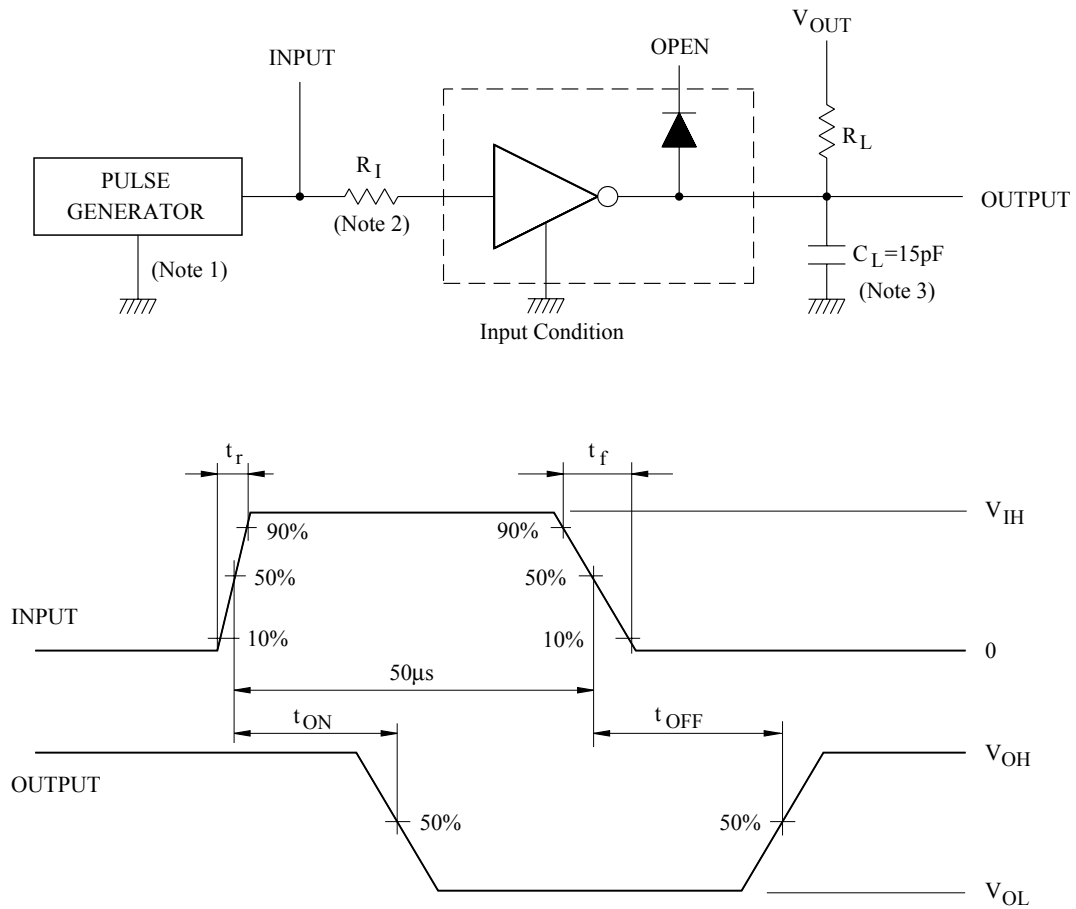 V_OUT
INPUT
OPEN
R_I
R_L
PULSE
GENERATOR
(Note 2)
OUTPUT
(Note 1)
C_L=15pF
(Note 3)
Input Condition
t_r
t_f
V_IH
90%
90%
50%
50%
INPUT
10%
10%
0
50μs
t_ON
t_OFF
V_OH
OUTPUT
50%
50%
V_OL